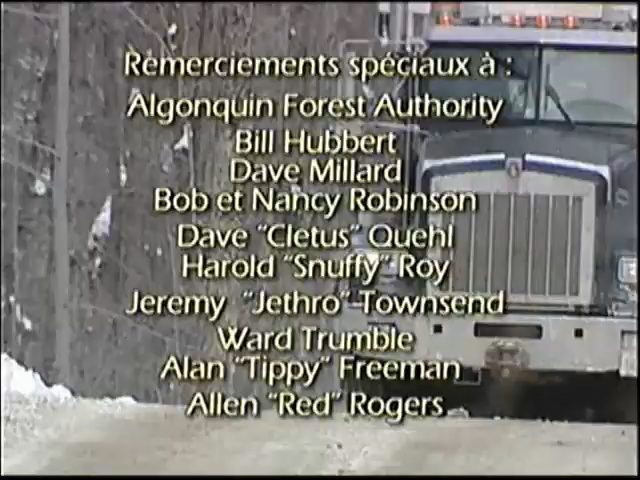 Remerciements spéciaux à :
Algonquin Forest Authority
Bill Hubbert
Dave Millard
Bob et Nancy Robinson
Dave "Cletus" Quehl
Harold "Snuffy" Roy
Jeremy "Jethro" Townsend
Ward Trumble
Alan "Tippy" Freeman
Allen "Red" Rogers